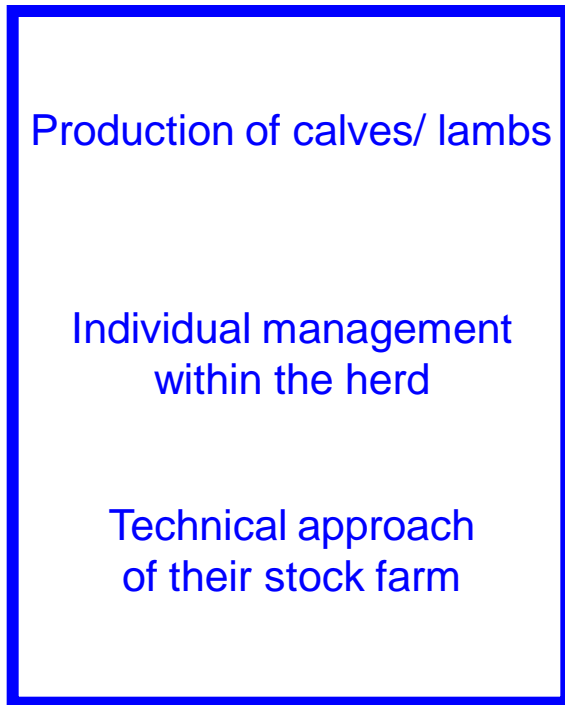 Production of calves/ lambs
Individual management
within the herd
Technical approach
of their stock farm